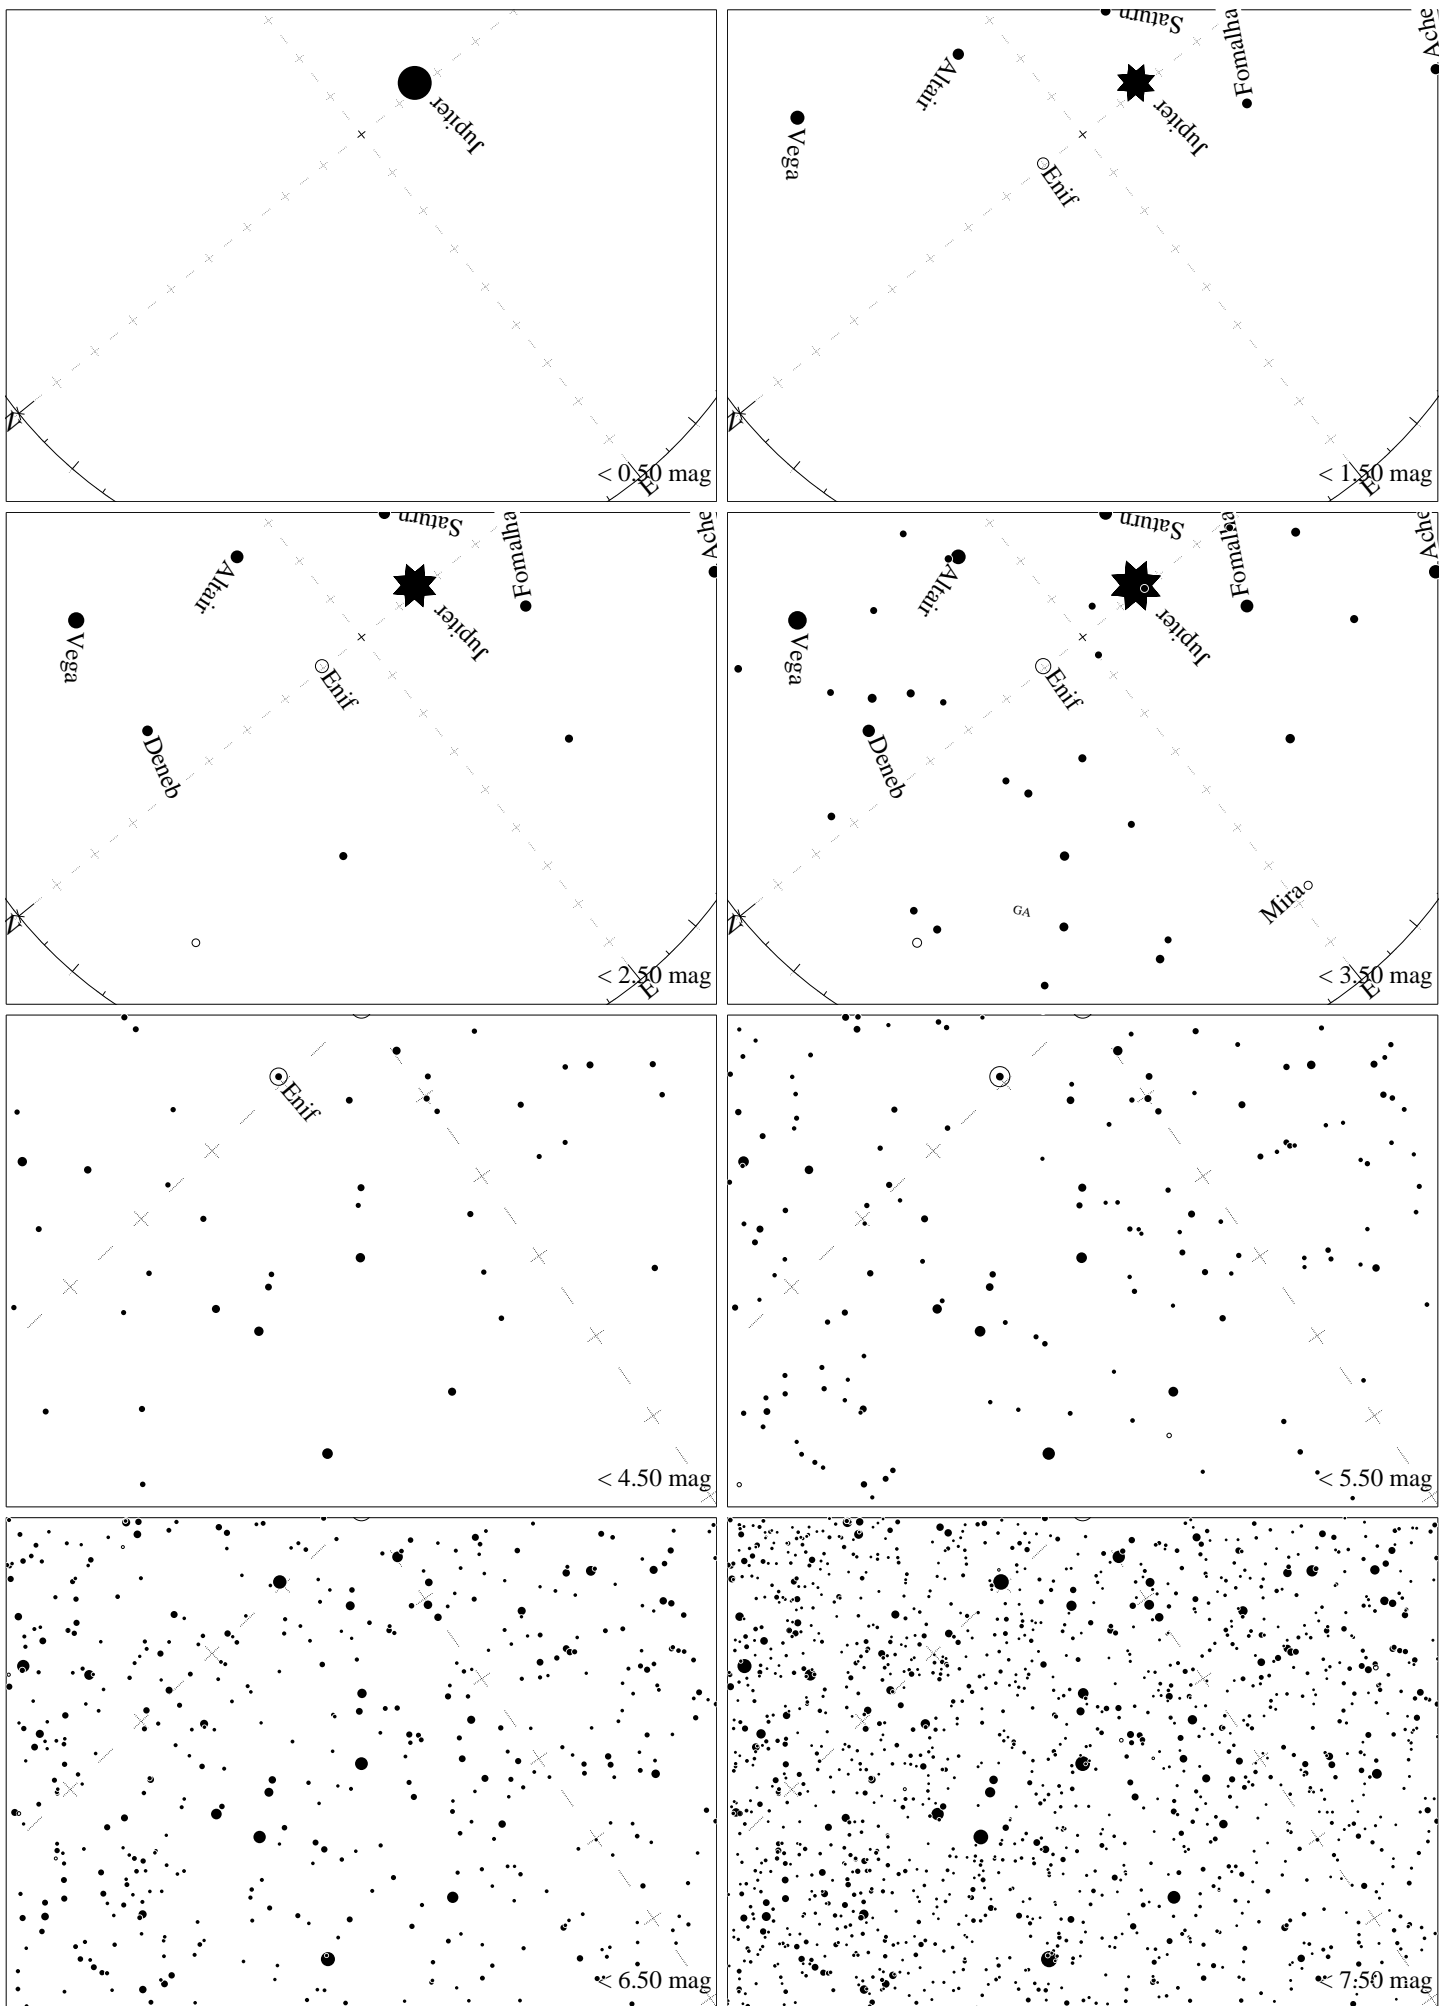 Jupiter
N
E
< 0.50 mag
Saturn
Fomalha
Ache
Altair
Jupiter
Vega
Enif
N
E
< 1.50 mag
Saturn
Fomalha
Ache
Altair
Jupiter
Vega
Enif
Deneb
N
E
< 2.50 mag
Saturn
Fomalha
Ache
Altair
Jupiter
Vega
Enif
Deneb
Mira
GA
N
E
< 3.50 mag
Enif
< 4.50 mag
< 5.50 mag
< 6.50 mag
< 7.50 mag